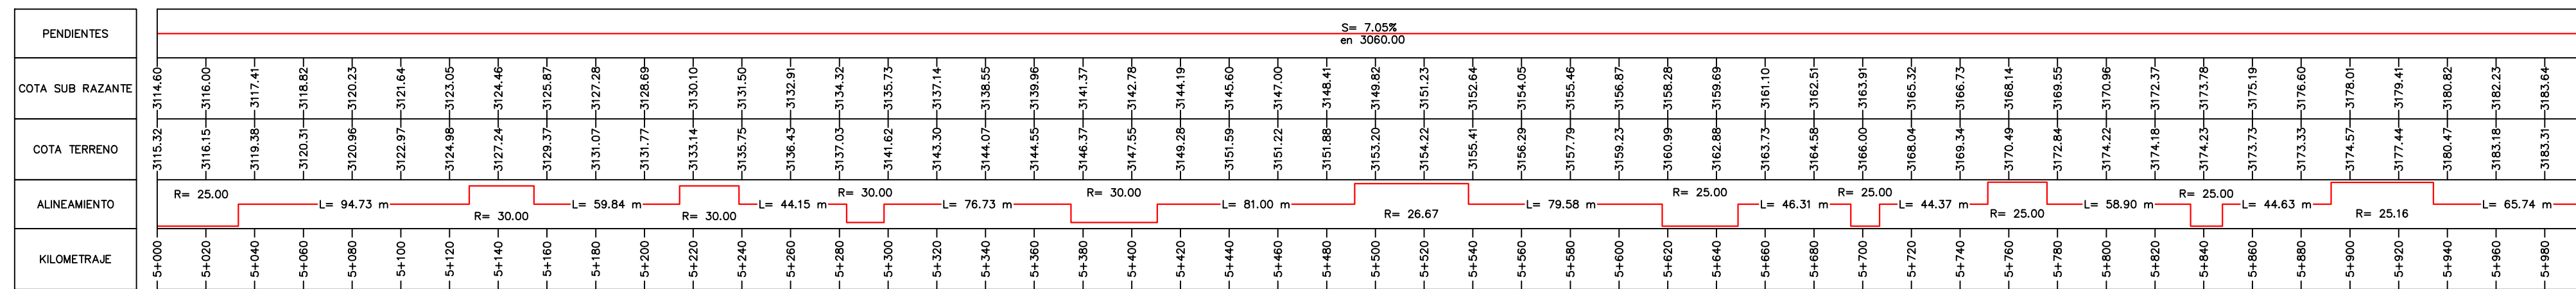 PENDIENTES
S= 7.05%
en 3060.00
COTA SUB RAZANTE
3114.60 3116.00 3117.41 3118.82 3120.23 3121.64 3123.05 3124.46 3125.87 3127.28 3128.69 3130.10 3131.50 3132.91 3134.32 3135.73 3137.14 3138.55 3139.96 3141.37 3142.78 3144.19 3145.60 3147.00 3148.41 3149.82 3151.23 3152.64 3154.05 3155.46 3156.87 3158.28 3159.69 3161.10 3162.51 3163.91 3165.32 3166.73 3168.14 3169.55 3170.96 3172.37 3173.78 3175.19 3176.60 3178.01 3179.41 3180.82 3182.23 3183.64
COTA TERRENO
3115.32 3116.15 3119.38 3120.31 3120.96 3122.97 3124.98 3127.24 3129.37 3131.07 3131.77 3133.14 3135.75 3136.43 3137.03 3141.62 3143.30 3144.07 3144.55 3146.37 3147.55 3149.28 3151.59 3151.22 3151.88 3153.20 3154.22 3155.41 3156.29 3157.79 3159.23 3160.99 3162.88 3163.73 3164.58 3166.00 3168.04 3169.34 3170.49 3172.84 3174.22 3174.18 3174.23 3173.73 3173.33 3174.57 3177.44 3180.47 3183.18 3183.31
ALINEAMIENTO
R= 25.00 L= 94.73 m R= 30.00 L= 59.84 m R= 30.00 L= 44.15 m R= 30.00 L= 76.73 m R= 30.00 L= 81.00 m R= 26.67 L= 79.58 m R= 25.00 L= 46.31 m R= 25.00 L= 44.37 m R= 25.00 L= 58.90 m R= 25.00 L= 44.63 m R= 25.16 L= 65.74 m
KILOMETRAJE
5+000 5+020 5+040 5+060 5+080 5+100 5+120 5+140 5+160 5+180 5+200 5+220 5+240 5+260 5+280 5+300 5+320 5+340 5+360 5+380 5+400 5+420 5+440 5+460 5+480 5+500 5+520 5+540 5+560 5+580 5+600 5+620 5+640 5+660 5+680 5+700 5+720 5+740 5+760 5+780 5+800 5+820 5+840 5+860 5+880 5+900 5+920 5+940 5+960 5+980